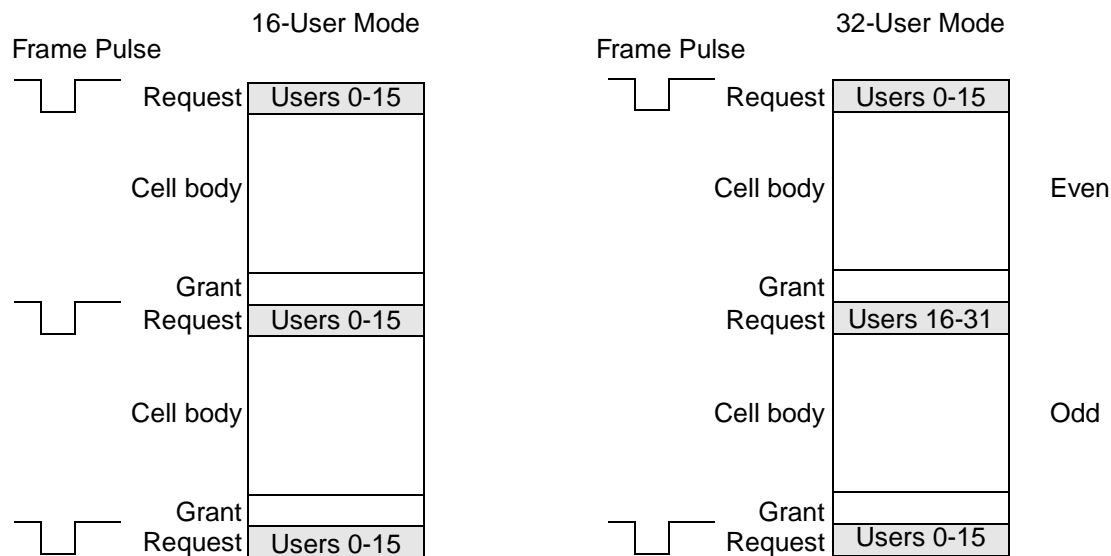 16-User Mode
Frame Pulse
Request Users 0-15
Cell body
Grant
Request Users 0-15
Cell body
Grant
Request Users 0-15
32-User Mode
Frame Pulse
Request Users 0-15
Cell body Even
Grant
Request Users 16-31
Cell body Odd
Grant
Request Users 0-15